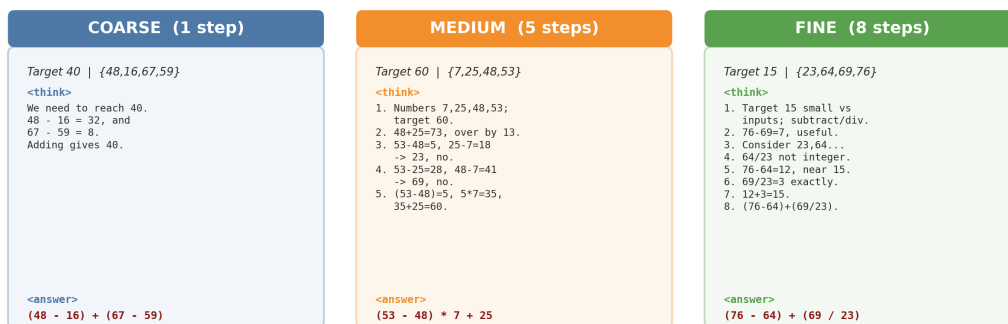 COARSE (1 step)
Target 40 | {48,16,67,59}
<think>
We need to reach 40.
48 - 16 = 32, and
67 - 59 = 8.
Adding gives 40.
<answer>
(48 - 16) + (67 - 59)
MEDIUM (5 steps)
Target 60 | {7,25,48,53}
<think>
1. Numbers 7,25,48,53;
target 60.
2. 48+25=73, over by 13.
3. 53-48=5, 25-7=18
-> 23, no.
4. 53-25=28, 48-7=41
-> 69, no.
5. (53-48)=5, 5*7=35,
35+25=60.
<answer>
(53 - 48) * 7 + 25
FINE (8 steps)
Target 15 | {23,64,69,76}
<think>
1. Target 15 small vs
inputs; subtract/div.
2. 76-69=7, useful.
3. Consider 23,64...
4. 64/23 not integer.
5. 76-64=12, near 15.
6. 69/23=3 exactly.
7. 12+3=15.
8. (76-64)+(69/23).
<answer>
(76 - 64) + (69 / 23)